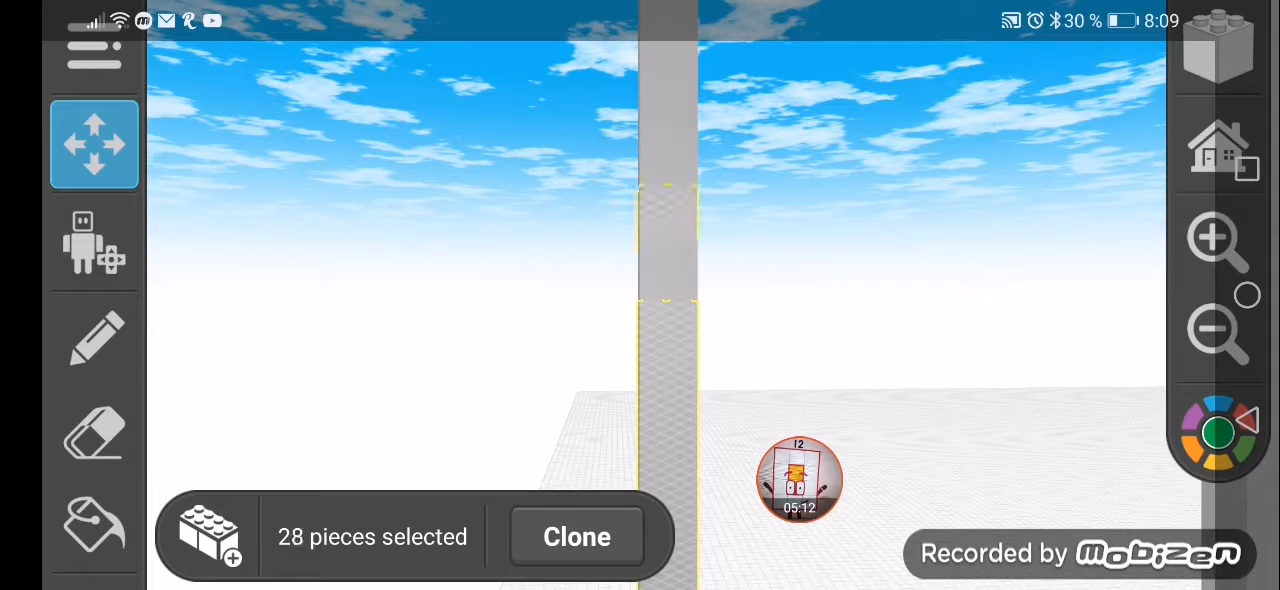 30 % 8:09
12
05:12
28 pieces selected
Clone
Recorded by mobizen